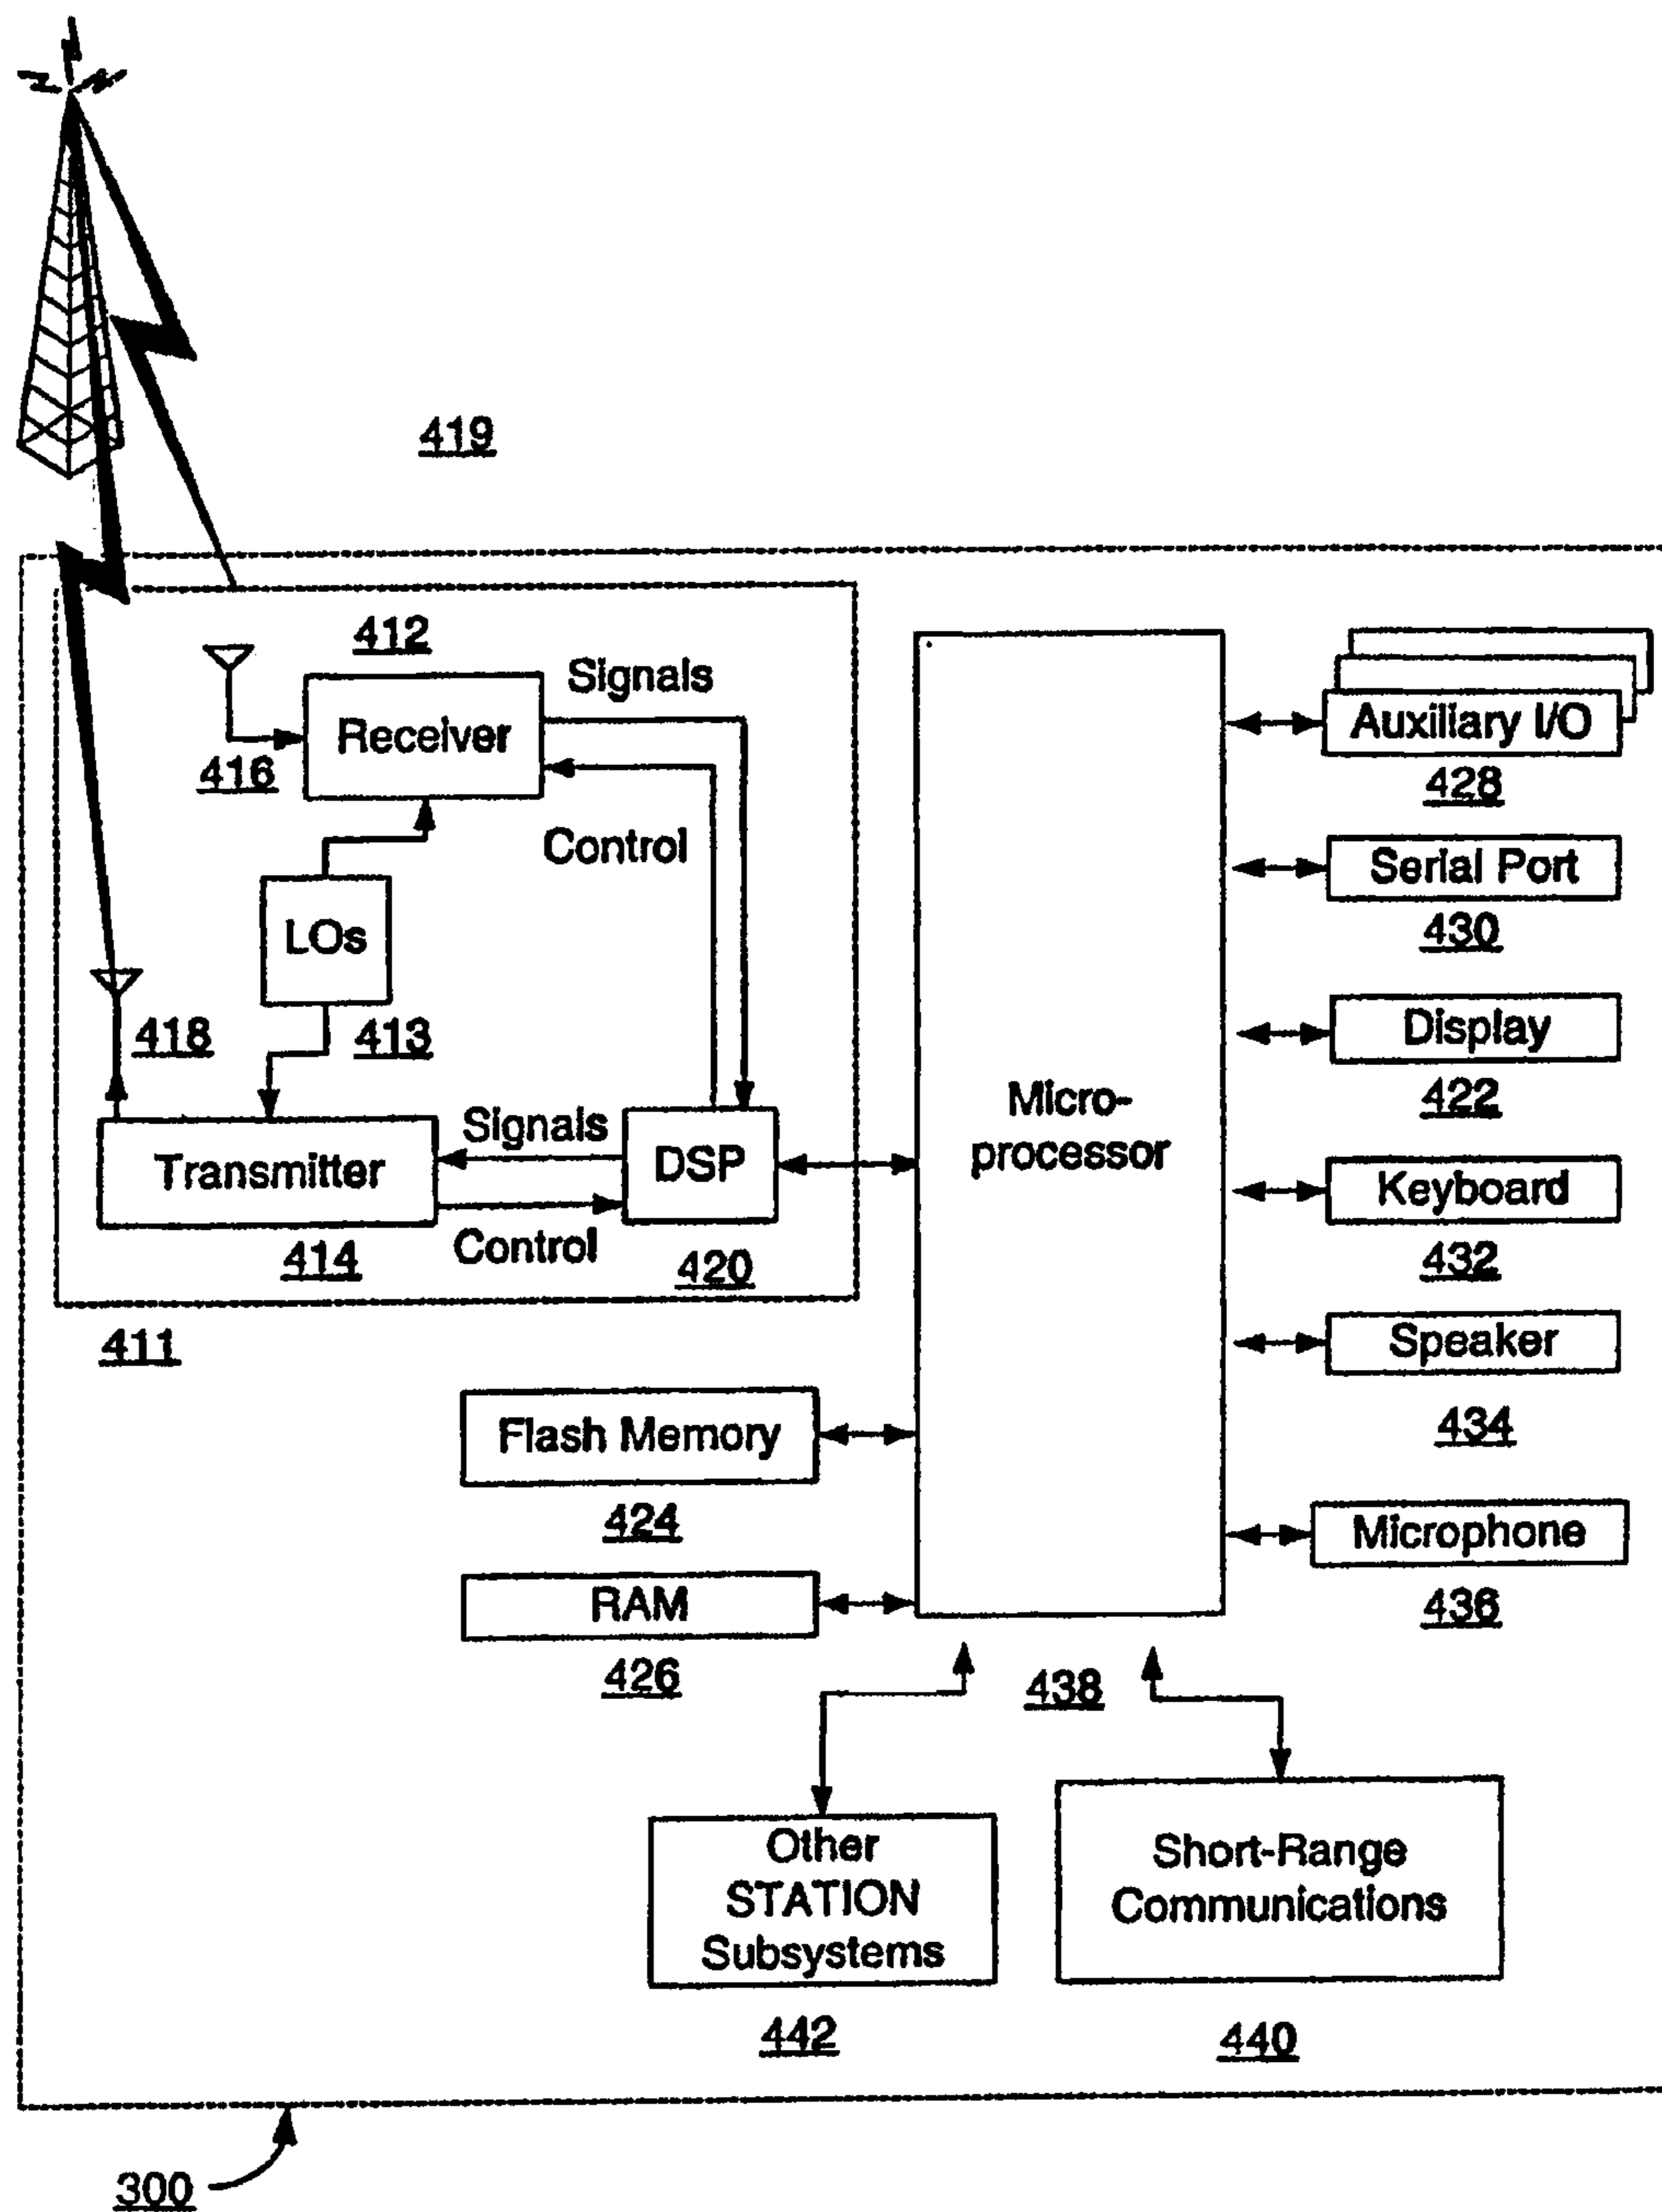 419
412
Signals
Receiver
416
Control
LOs
418
413
Signals
Transmitter
DSP
Control
414
420
411
Micro-
processor
Auxiliary I/O
428
Serial Port
430
Display
422
Keyboard
432
Speaker
434
Microphone
436
Flash Memory
424
RAM
426
438
Other
STATION
Subsystems
442
Short-Range
Communications
440
300